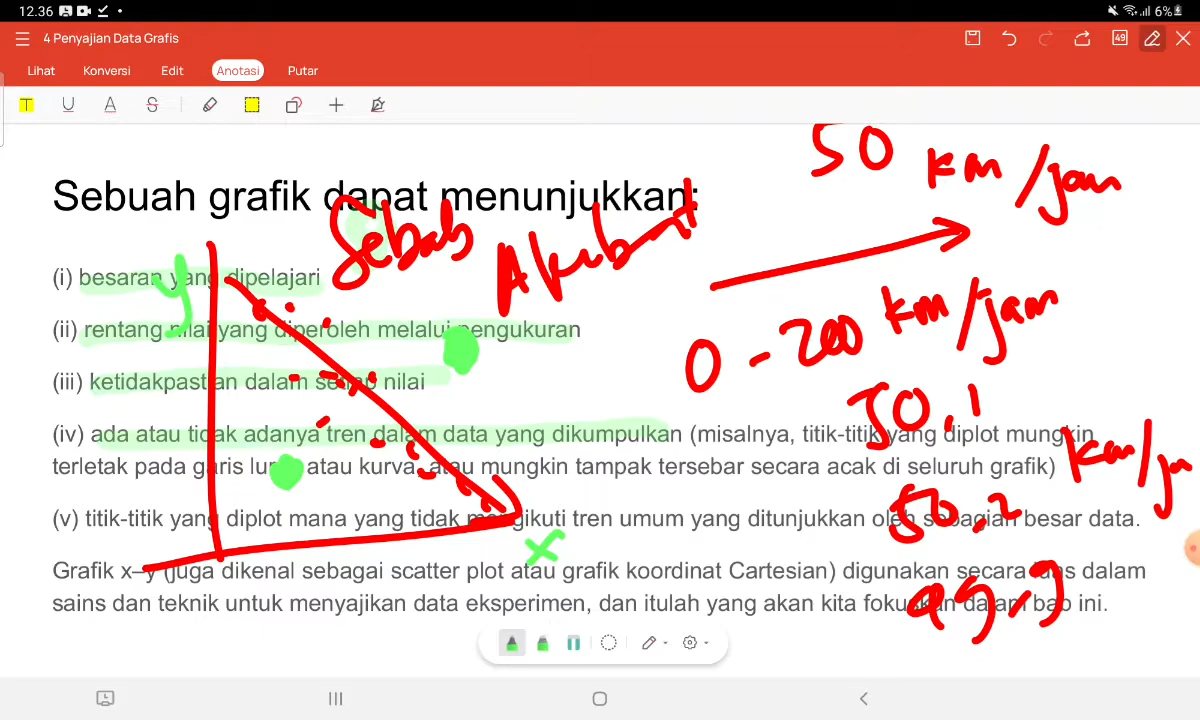 12.36
6%
4 Penyajian Data Grafis
49
Lihat Konversi Edit Anotasi Putar
T U A S
50 km/jam
Sebuah grafik dapat menunjukkan:
Sebab Akibat
(i) besaran yang dipelajari
y
0 - 200 km/jam
(ii) rentang nilai yang diperoleh melalui pengukuran
(iii) ketidakpastian dalam setiap nilai
50,1 km/jm
(iv) ada atau tidak adanya tren dalam data yang dikumpulkan (misalnya, titik-titik yang diplot mungkin
terletak pada garis lurus atau kurva, atau mungkin tampak tersebar secara acak di seluruh grafik)
50,2
(v) titik-titik yang diplot mana yang tidak mengikuti tren umum yang ditunjukkan oleh sebagian besar data.
x
Grafik x–y (juga dikenal sebagai scatter plot atau grafik koordinat Cartesian) digunakan secara luas dalam
sains dan teknik untuk menyajikan data eksperimen, dan itulah yang akan kita fokuskan dalam bab ini.
49,9